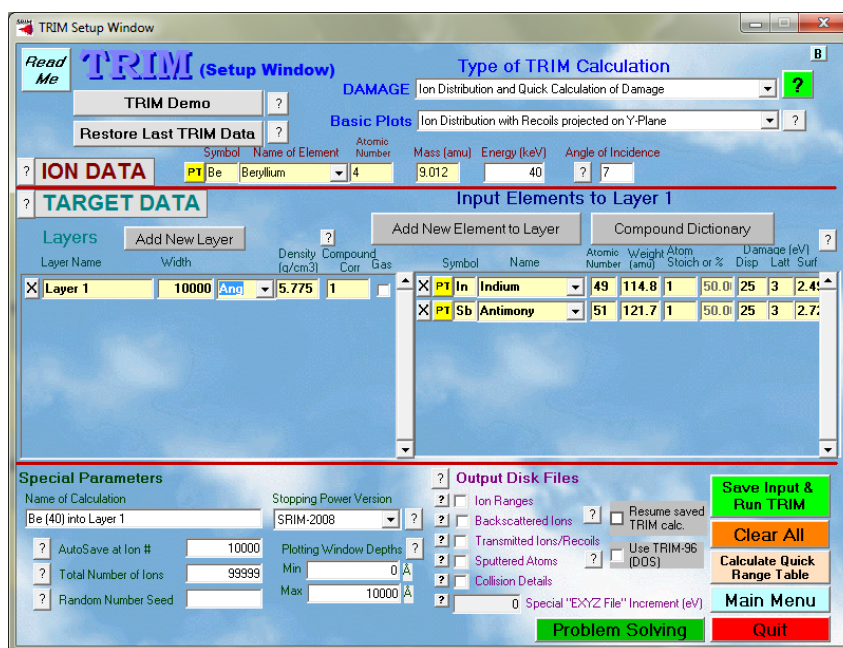 SRIM TRIM Setup Window
Read Me
TRIM (Setup Window)
B
Type of TRIM Calculation
TRIM Demo ?
DAMAGE Ion Distribution and Quick Calculation of Damage ?
Restore Last TRIM Data ?
Basic Plots Ion Distribution with Recoils projected on Y-Plane ?
Symbol Name of Element Atomic Number Mass (amu) Energy (keV) Angle of Incidence
? ION DATA PT Be Beryllium 4 9.012 40 ? 7
? TARGET DATA
Input Elements to Layer 1
Layers Add New Layer ?
Add New Element to Layer Compound Dictionary ?
Layer Name Width Density (g/cm3) Compound Corr Gas
Symbol Name Atomic Number Weight (amu) Atom Stoich or % Damage (eV) Disp Latt Surf
X Layer 1 10000 Ang 5.775 1
X PT In Indium 49 114.8 1 50.0 25 3 2.49
X PT Sb Antimony 51 121.7 1 50.0 25 3 2.72
Special Parameters
Name of Calculation Stopping Power Version
Be (40) into Layer 1 SRIM-2008 ?
? AutoSave at Ion # 10000
? Total Number of Ions 99999
? Random Number Seed
Plotting Window Depths ?
Min 0 Å
Max 10000 Å
? Output Disk Files
? Ion Ranges
? Backscattered Ions
? Transmitted Ions/Recoils
? Sputtered Atoms
? Collision Details
? 0 Special "EXYZ File" Increment (eV)
? Resume saved TRIM calc.
? Use TRIM-96 (DOS)
Problem Solving
Save Input & Run TRIM
Clear All
Calculate Quick Range Table
Main Menu
Quit